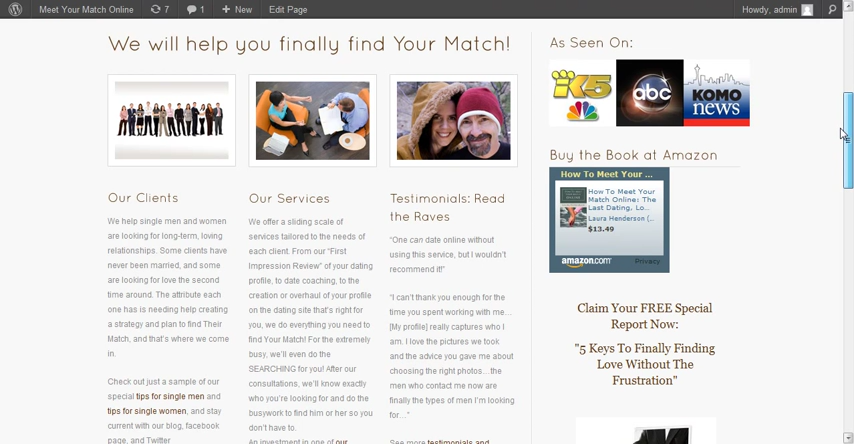 Meet Your Match Online 7 1 + New Edit Page Howdy, admin
We will help you finally find Your Match!
Our Clients
We help single men and women
are looking for long-term, loving
relationships. Some clients have
never been married, and some
are looking for love the second
time around. The attribute each
one has is needing help creating
a strategy and plan to find Their
Match, and that's where we come
in.
Check out just a sample of our
special tips for single men and
tips for single women, and stay
current with our blog, facebook
page, and Twitter
Our Services
We offer a sliding scale of
services tailored to the needs of
each client. From our "First
Impression Review" of your dating
profile, to date coaching, to the
creation or overhaul of your profile
on the dating site that's right for
you, we do everything you need to
find Your Match! For the extremely
busy, we'll even do the
SEARCHING for you! After our
consultations, we'll know exactly
who you're looking for and do the
busywork to find him or her so you
don't have to.
An investment in one of our
Testimonials: Read
the Raves
"One can date online without
using this service, but I wouldn't
recommend it!"
"I can't thank you enough for the
time you spent working with me…
[My profile] really captures who I
am. I love the pictures we took
and the advice you gave me about
choosing the right photos…the
men who contact me now are
finally the types of men I'm looking
for…"
See more testimonials and
As Seen On:
5
abc
KOMO
news
Buy the Book at Amazon
How To Meet Your ...
How To Meet Your
Match Online: The
Last Dating, Lo...
Laura Henderson (..
$13.49
amazon.com Privacy
Claim Your FREE Special
Report Now:
"5 Keys To Finally Finding
Love Without The
Frustration"